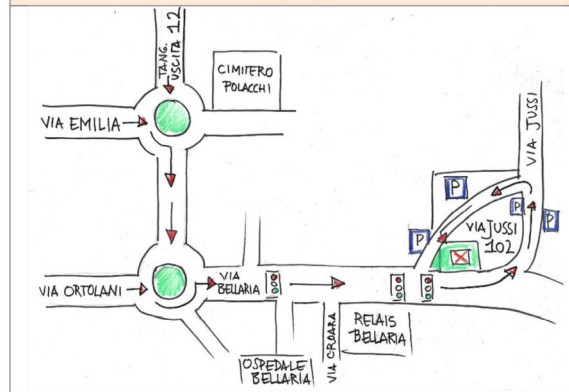 TANG.
USCITA 12
CIMITERO
POLACCHI
VIA EMILIA
VIA JUSSI
P
P
P
P
VIA JUSSI
102
VIA ORTOLANI
VIA
BELLARIA
VIA CROARA
RELAIS
BELLARIA
OSPEDALE
BELLARIA